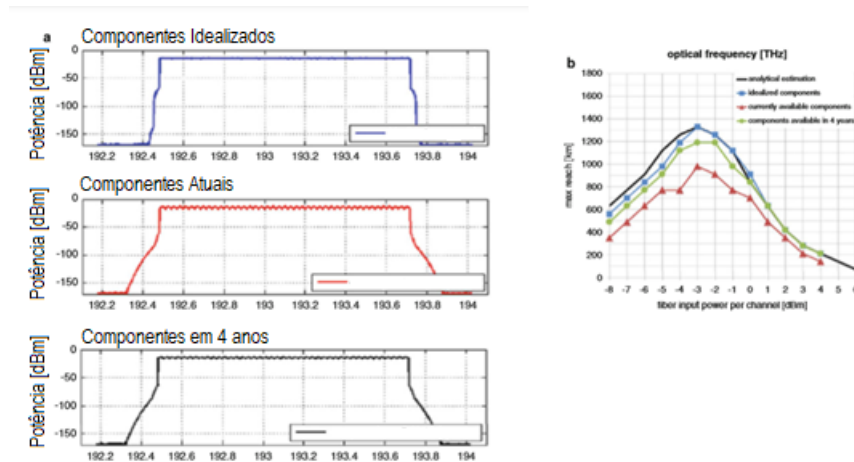 a Componentes Idealizados
Potência [dBm]
0
-50
-100
-150
192.2 192.4 192.6 192.8 193 193.2 193.4 193.6 193.8 194
Componentes Atuais
Potência [dBm]
0
-50
-100
-150
192.2 192.4 192.6 192.8 193 193.2 193.4 193.6 193.8 194
Componentes em 4 anos
Potência [dBm]
0
-50
-100
-150
192.2 192.4 192.6 192.8 193 193.2 193.4 193.6 193.8 194
optical frequency [THz]
b
max reach [km]
1800
1600
1400
1200
1000
800
600
400
200
0
analytical estimation
idealized components
currently available components
components available in 4 years
-8 -7 -6 -5 -4 -3 -2 -1 0 1 2 3 4 5
fiber input power per channel [dBm]